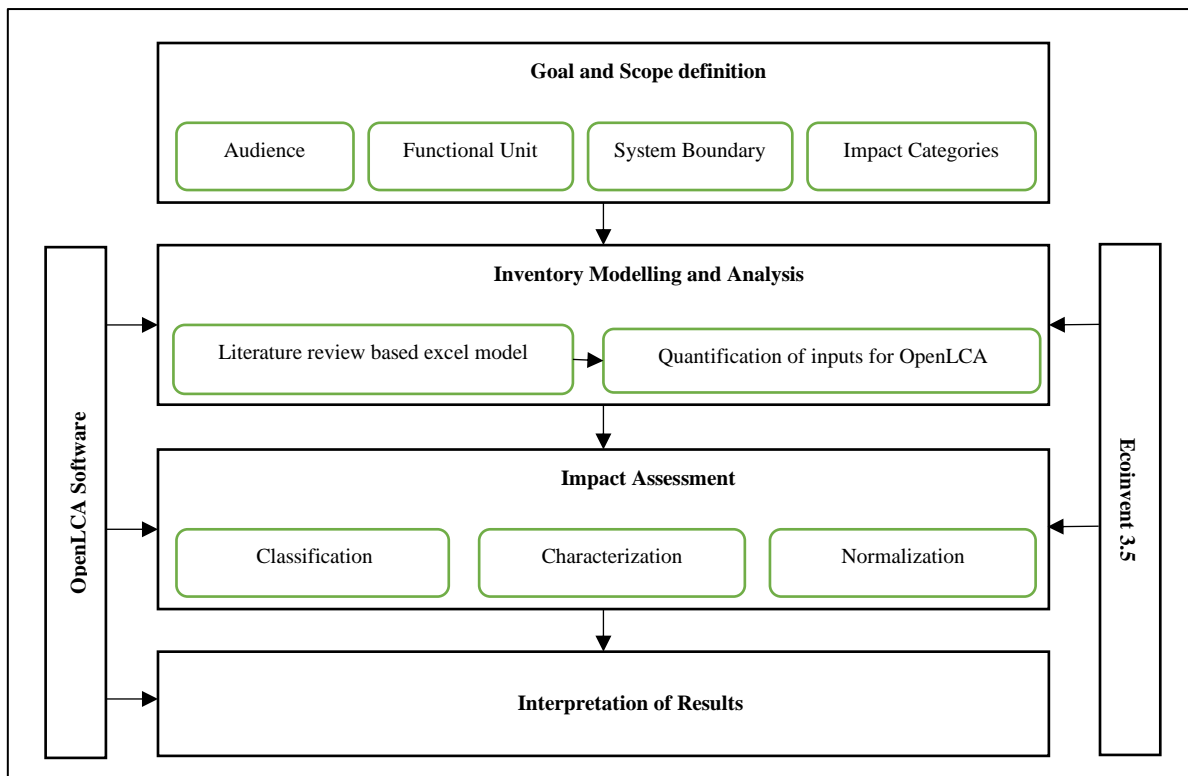 Goal and Scope definition
Audience
Functional Unit
System Boundary
Impact Categories
Inventory Modelling and Analysis
Literature review based excel model
Quantification of inputs for OpenLCA
OpenLCA Software
Ecoinvent 3.5
Impact Assessment
Classification
Characterization
Normalization
Interpretation of Results